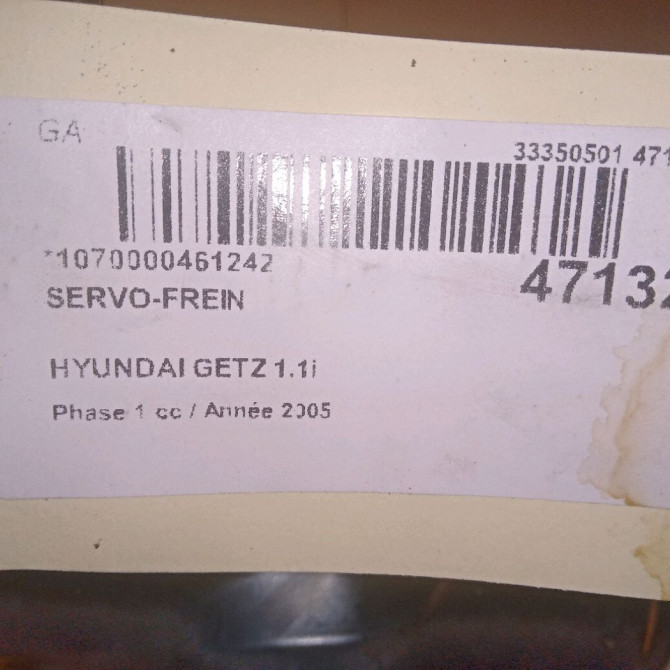 GA
33350501 471
*1070000461242
47132
SERVO-FREIN
HYUNDAI GETZ 1.1i
Phase 1 cc / Année 2005